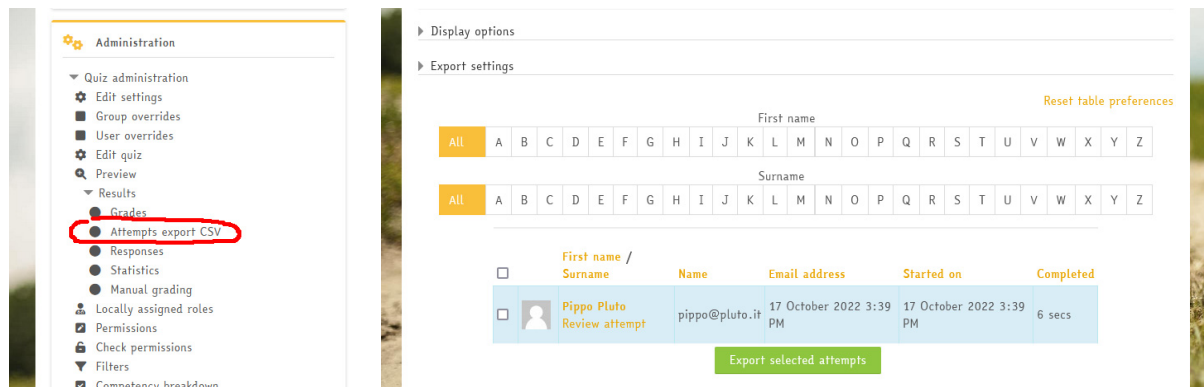 Administration
Quiz administration
Edit settings
Group overrides
User overrides
Edit quiz
Preview
Results
Grades
Attempts export CSV
Responses
Statistics
Manual grading
Locally assigned roles
Permissions
Check permissions
Filters
Competency breakdown
Display options
Export settings
Reset table preferences
First name
All A B C D E F G H I J K L M N O P Q R S T U V W X Y Z
Surname
All A B C D E F G H I J K L M N O P Q R S T U V W X Y Z
First name /
Surname Name Email address Started on Completed
Pippo Pluto
Review attempt pippo@pluto.it 17 October 2022 3:39 PM 17 October 2022 3:39 PM 6 secs
Export selected attempts